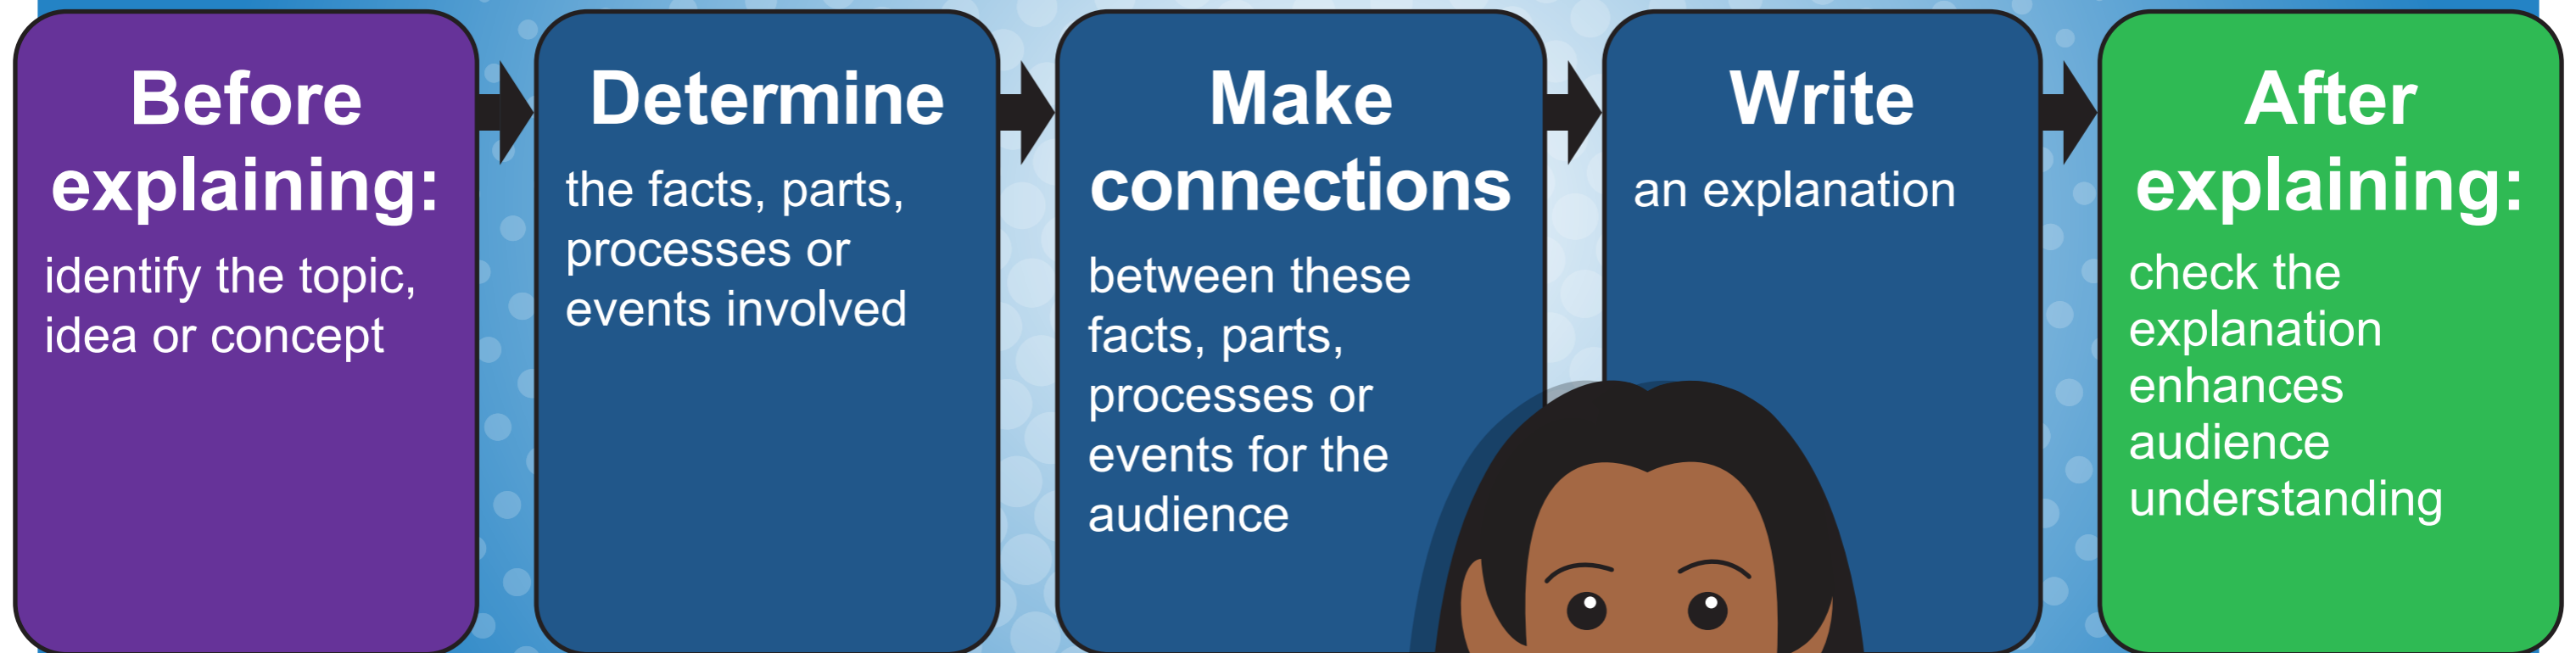 Before
explaining:
identify the topic,
idea or concept
Determine
the facts, parts,
processes or
events involved
Make
connections
between these
facts, parts,
processes or
events for the
audience
Write
an explanation
After
explaining:
check the
explanation
enhances
audience
understanding